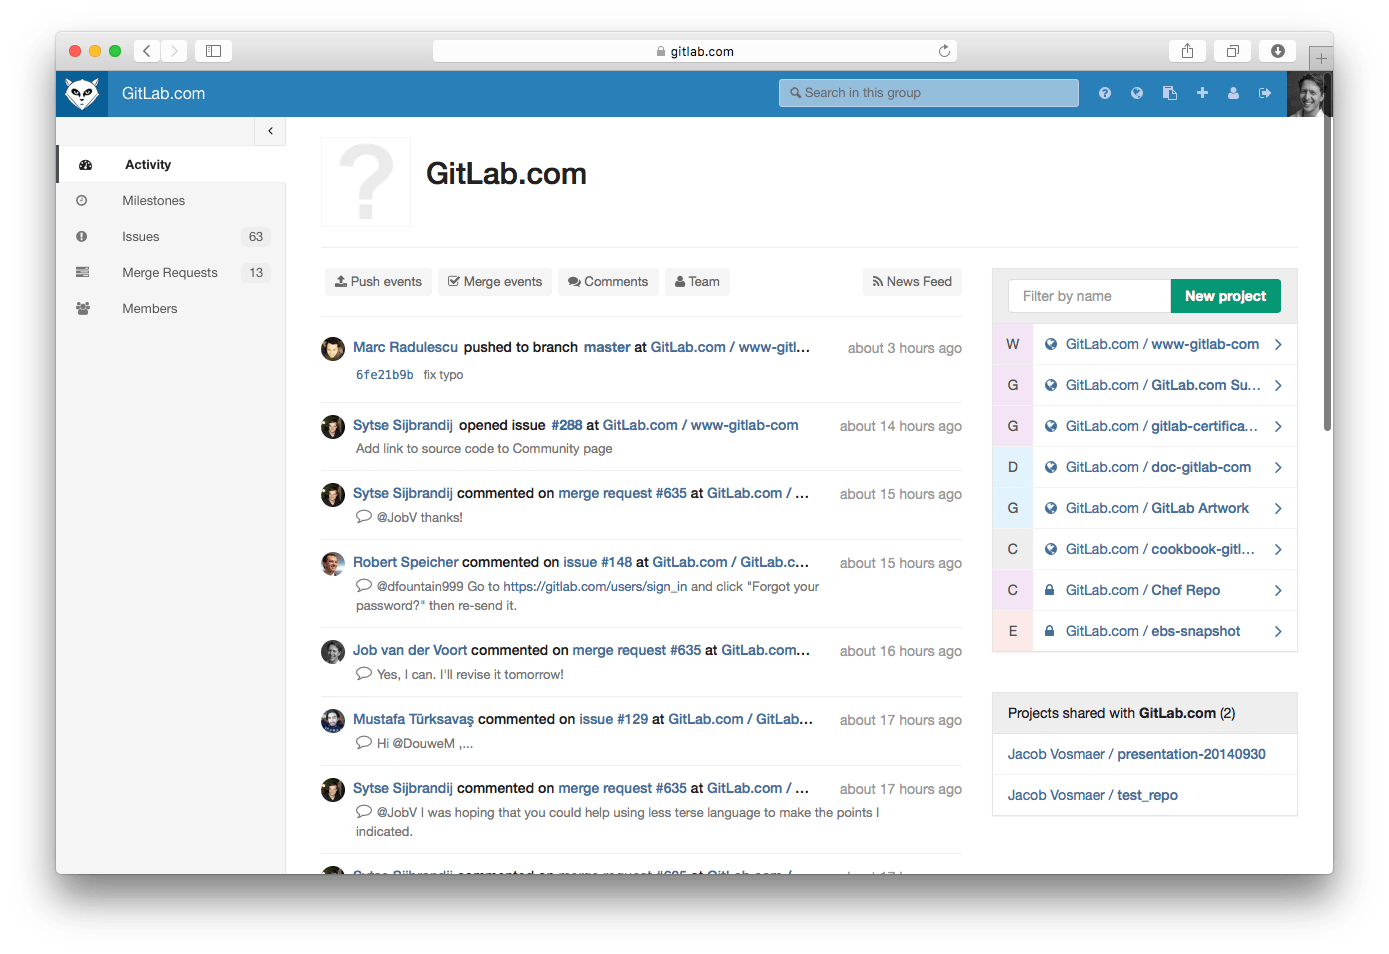 gitlab.com
GitLab.com
Search in this group
Activity
Milestones
Issues 63
Merge Requests 13
Members
GitLab.com
Push events Merge events Comments Team News Feed
Marc Radulescu pushed to branch master at GitLab.com / www-gitl... about 3 hours ago
6fe21b9b fix typo
Sytse Sijbrandij opened issue #288 at GitLab.com / www-gitlab-com about 14 hours ago
Add link to source code to Community page
Sytse Sijbrandij commented on merge request #635 at GitLab.com / ... about 15 hours ago
@JobV thanks!
Robert Speicher commented on issue #148 at GitLab.com / GitLab.c... about 15 hours ago
@dfountain999 Go to https://gitlab.com/users/sign_in and click "Forgot your
password?" then re-send it.
Job van der Voort commented on merge request #635 at GitLab.com... about 16 hours ago
Yes, I can. I'll revise it tomorrow!
Mustafa Türksavaş commented on issue #129 at GitLab.com / GitLab... about 17 hours ago
Hi @DouweM ,...
Sytse Sijbrandij commented on merge request #635 at GitLab.com / ... about 17 hours ago
@JobV I was hoping that you could help using less terse language to make the points I
indicated.
Filter by name New project
W GitLab.com / www-gitlab-com
G GitLab.com / GitLab.com Su...
G GitLab.com / gitlab-certifica...
D GitLab.com / doc-gitlab-com
G GitLab.com / GitLab Artwork
C GitLab.com / cookbook-gitl...
C GitLab.com / Chef Repo
E GitLab.com / ebs-snapshot
Projects shared with GitLab.com (2)
Jacob Vosmaer / presentation-20140930
Jacob Vosmaer / test_repo